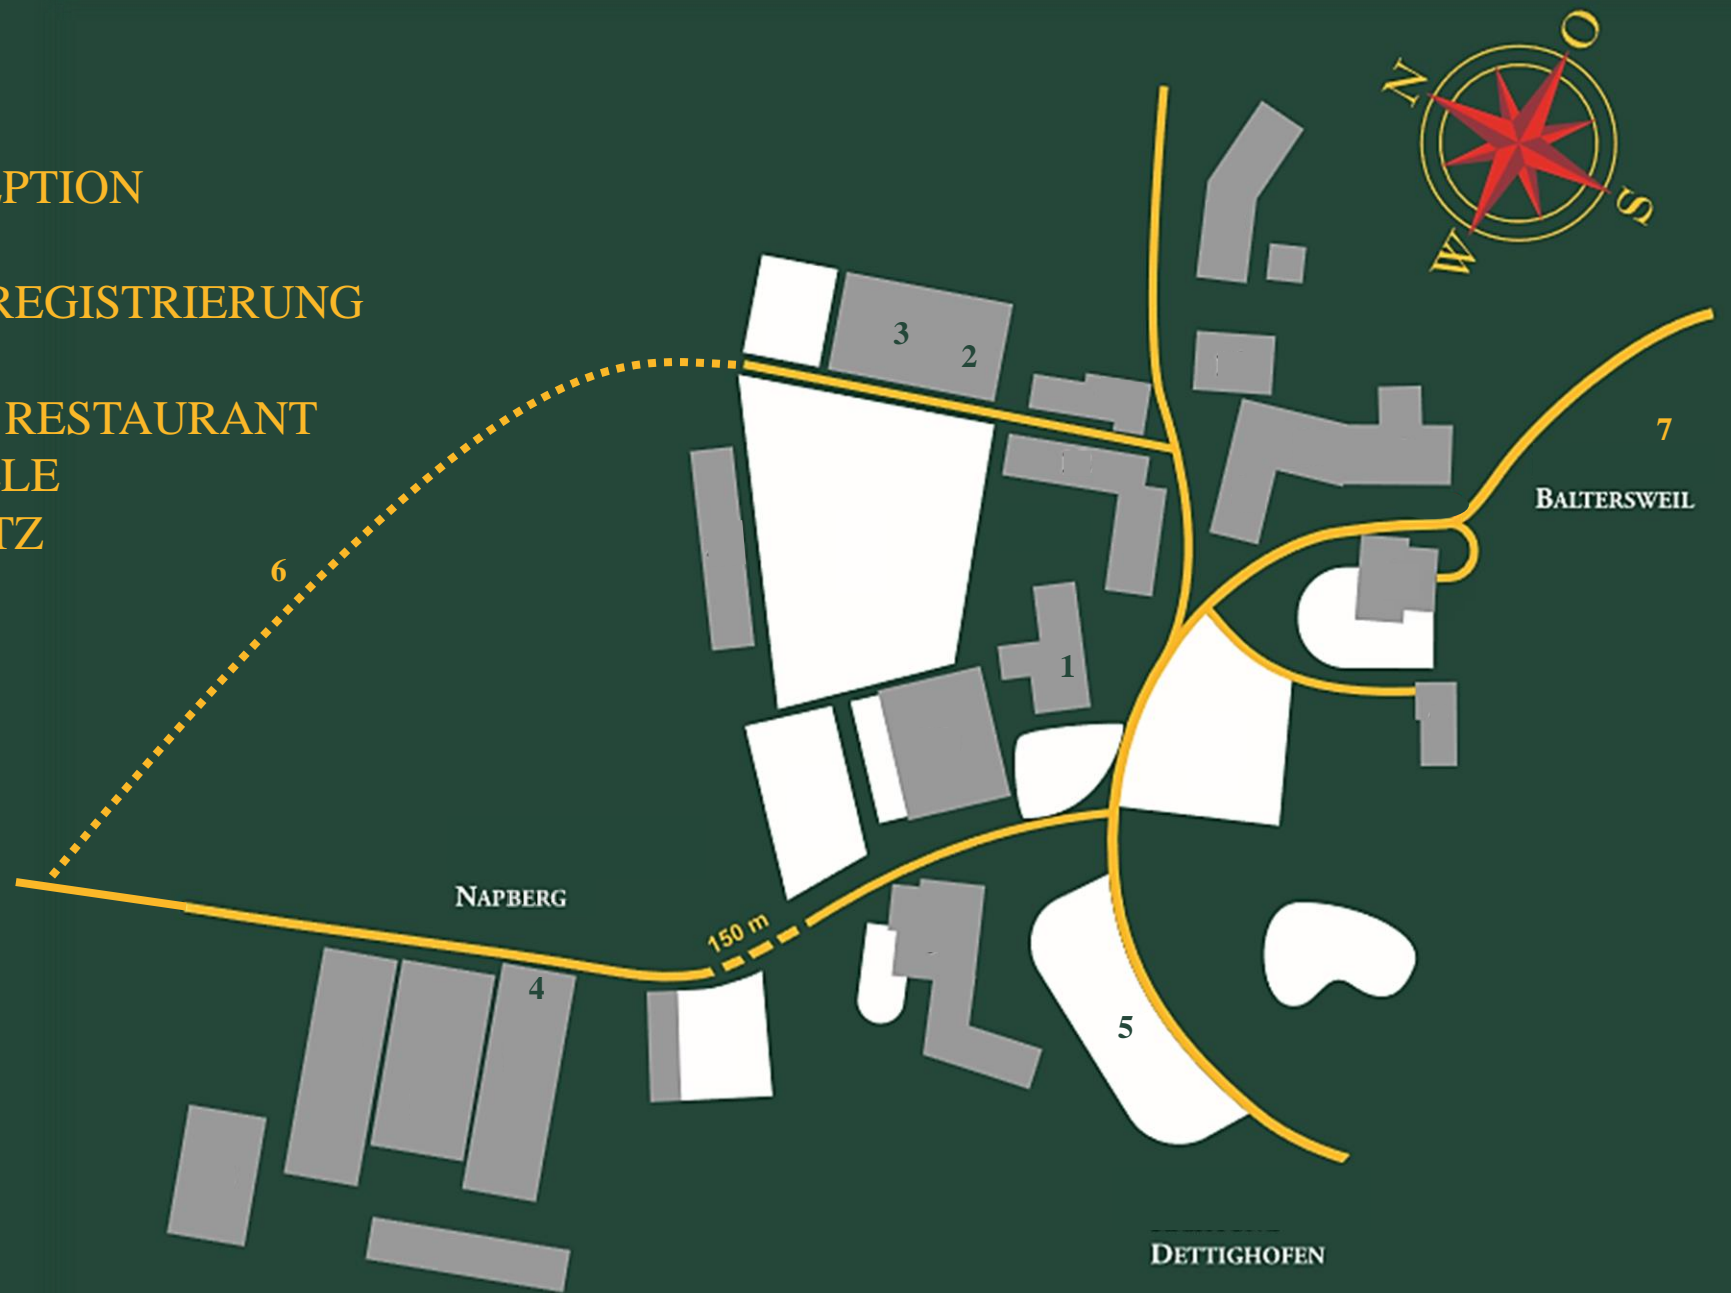 O
N
S
W
PTION
REGISTRIERUNG
RESTAURANT
LE
TZ
3
2
7
BALTERSWEIL
6
1
NAPBERG
150 m
4
5
DETTIGHOFEN